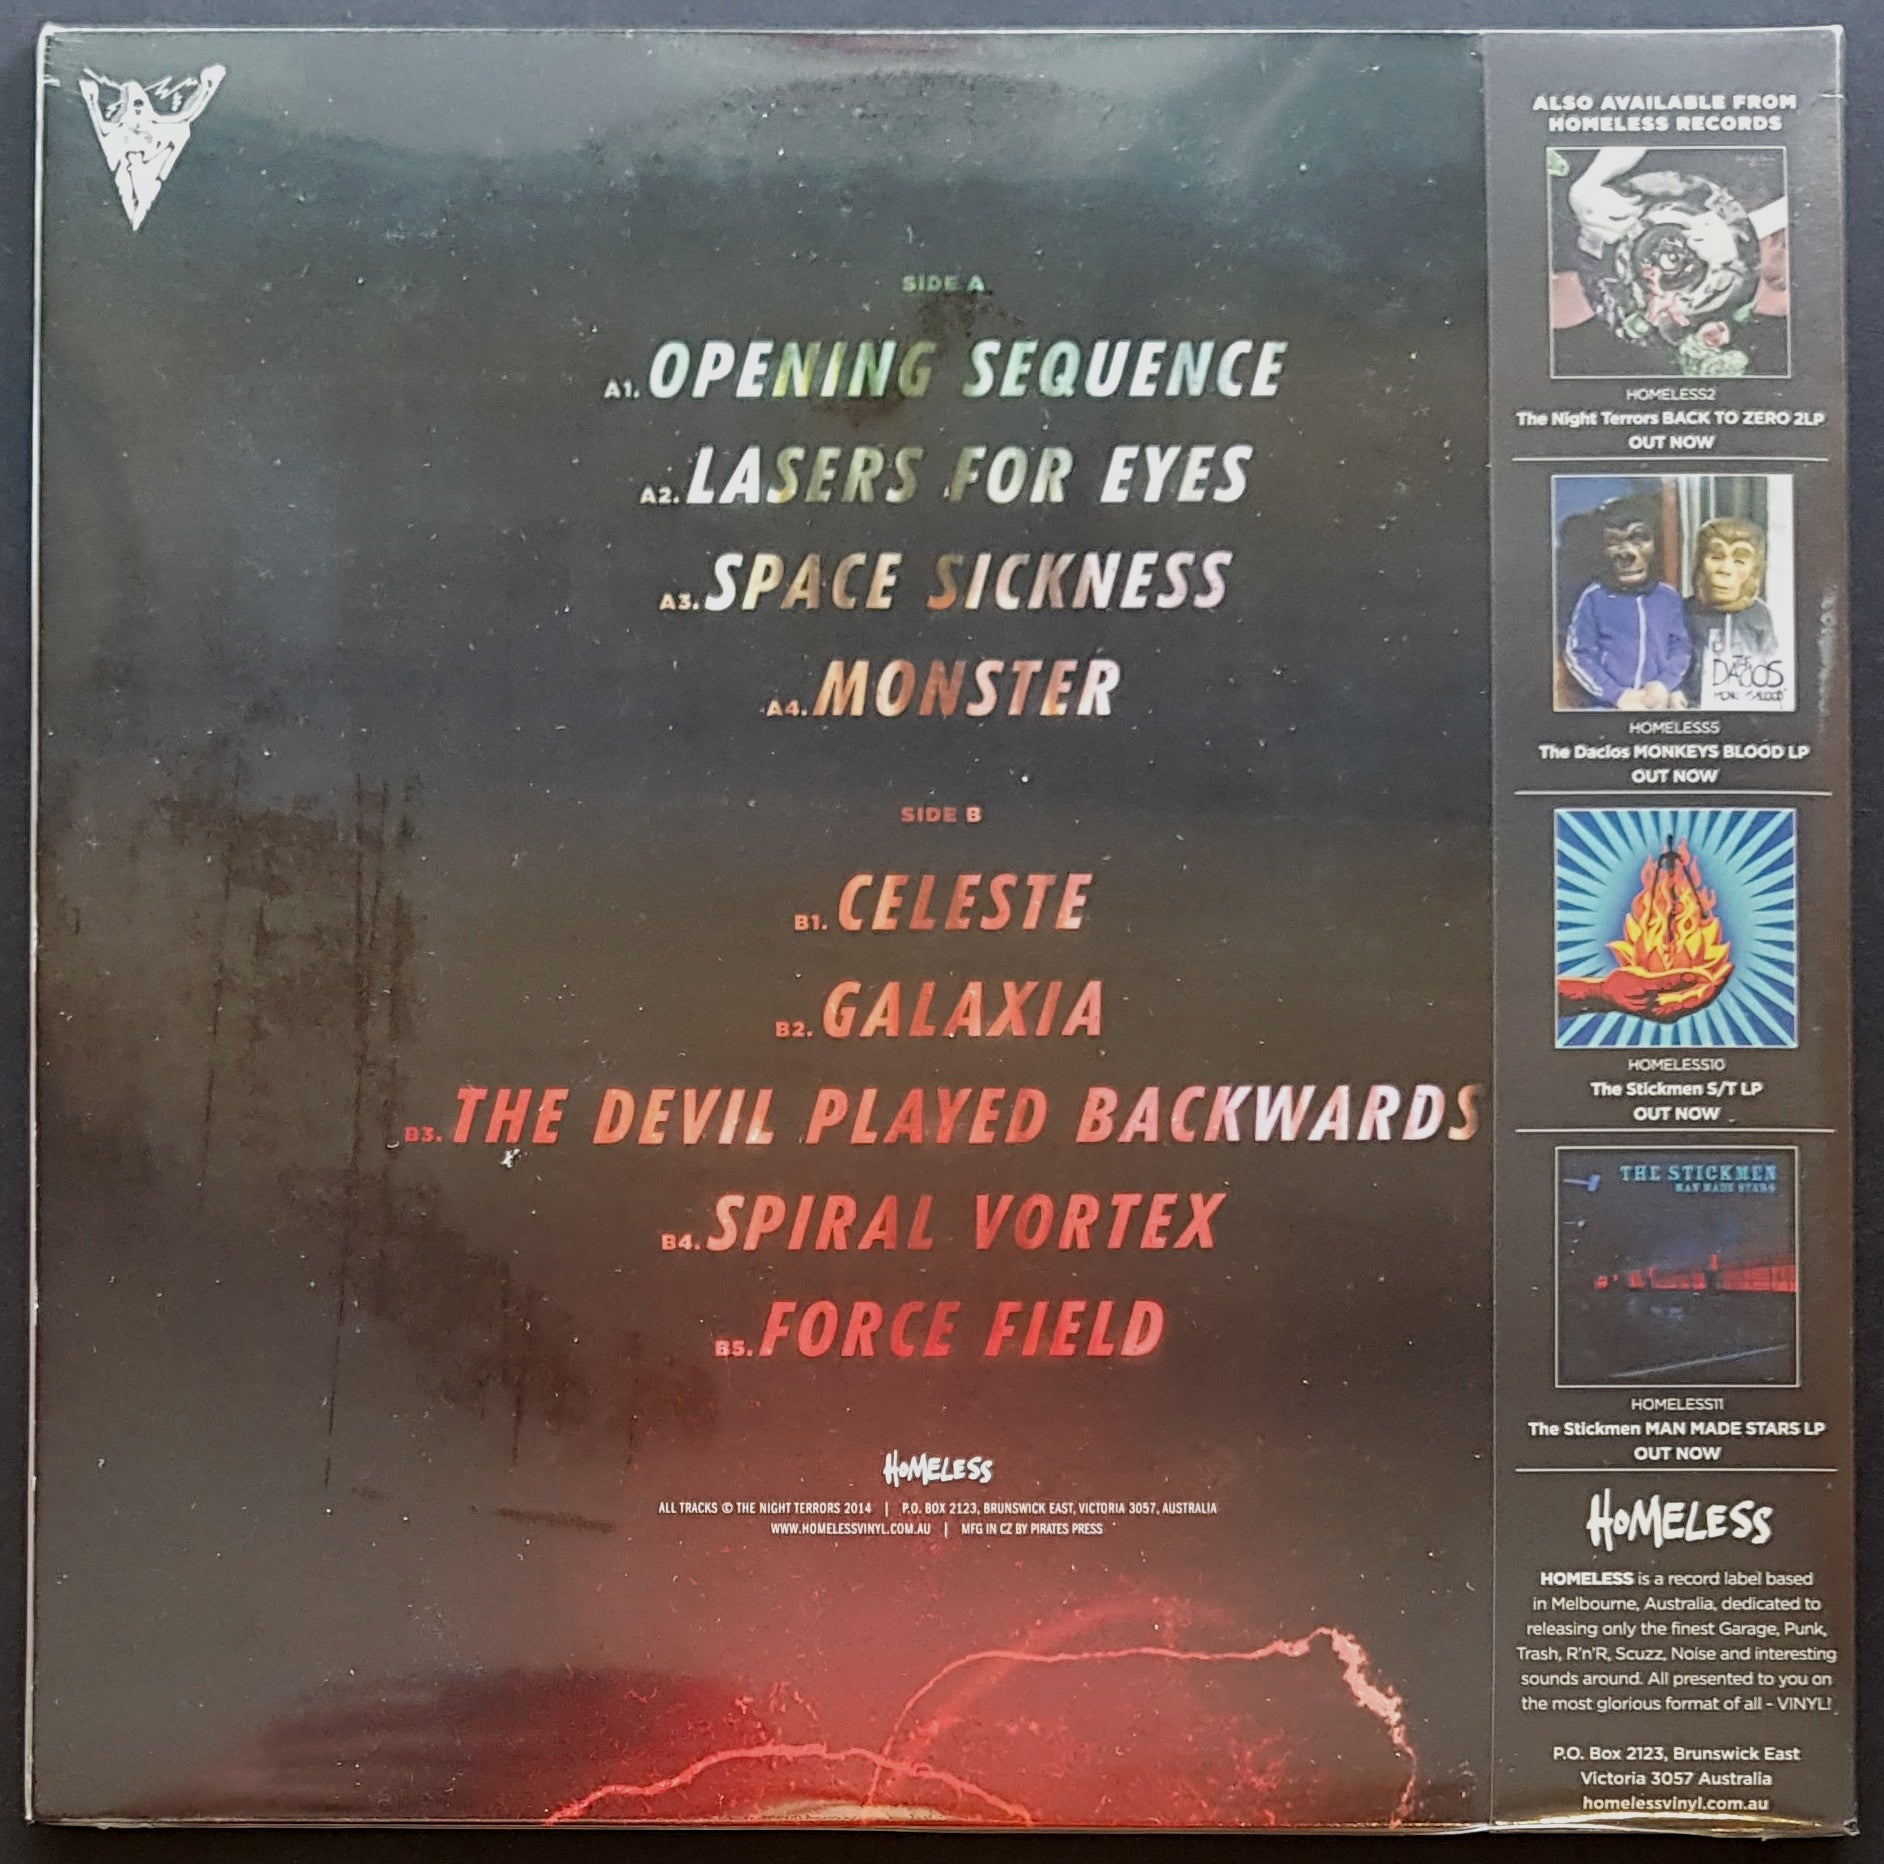 SIDE A
A1. OPENING SEQUENCE
A2. LASERS FOR EYES
A3. SPACE SICKNESS
A4. MONSTER
SIDE B
B1. CELESTE
B2. GALAXIA
B3. THE DEVIL PLAYED BACKWARDS
B4. SPIRAL VORTEX
B5. FORCE FIELD
HOMELESS
ALL TRACKS © THE NIGHT TERRORS 2014 | P.O. BOX 2123, BRUNSWICK EAST, VICTORIA 3057, AUSTRALIA
WWW.HOMELESSVINYL.COM.AU | MFG IN CZ BY PIRATES PRESS
ALSO AVAILABLE FROM
HOMELESS RECORDS
HOMELESS2
The Night Terrors BACK TO ZERO 2LP
OUT NOW
THE
DACIOS
HOMELESS5
The Dacios MONKEYS BLOOD LP
OUT NOW
HOMELESS10
The Stickmen S/T LP
OUT NOW
THE STICKMEN
MAN MADE STARS
HOMELESS11
The Stickmen MAN MADE STARS LP
OUT NOW
HOMELESS
HOMELESS is a record label based
in Melbourne, Australia, dedicated to
releasing only the finest Garage, Punk,
Trash, R'n'R, Scuzz, Noise and interesting
sounds around. All presented to you on
the most glorious format of all - VINYL!
P.O. Box 2123, Brunswick East
Victoria 3057 Australia
homelessvinyl.com.au